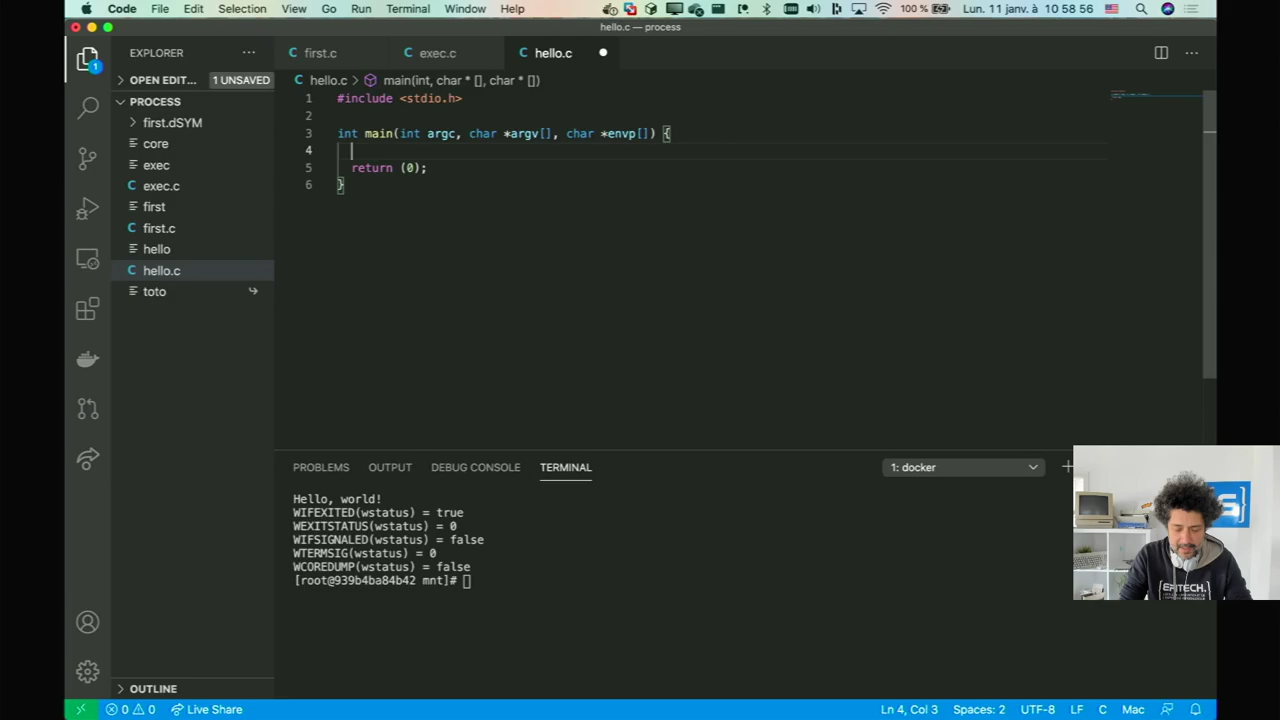 Code File Edit Selection View Go Run Terminal Window Help 100 % Lun. 11 janv. à 10 58 56
hello.c — process
EXPLORER
first.c
exec.c
hello.c
OPEN EDIT... 1 UNSAVED
hello.c > main(int, char * [], char * [])
PROCESS
first.dSYM
core
exec
exec.c
first
first.c
hello
hello.c
toto
1 #include <stdio.h>
2
3 int main(int argc, char *argv[], char *envp[]) {
4
5 return (0);
6 }
1
PROBLEMS OUTPUT DEBUG CONSOLE TERMINAL 1: docker
Hello, world!
WIFEXITED(wstatus) = true
WEXITSTATUS(wstatus) = 0
WIFSIGNALED(wstatus) = false
WTERMSIG(wstatus) = 0
WCOREDUMP(wstatus) = false
[root@939b4ba84b42 mnt]#
EPITECH.
OUTLINE
0 0 Live Share Ln 4, Col 3 Spaces: 2 UTF-8 LF C Mac